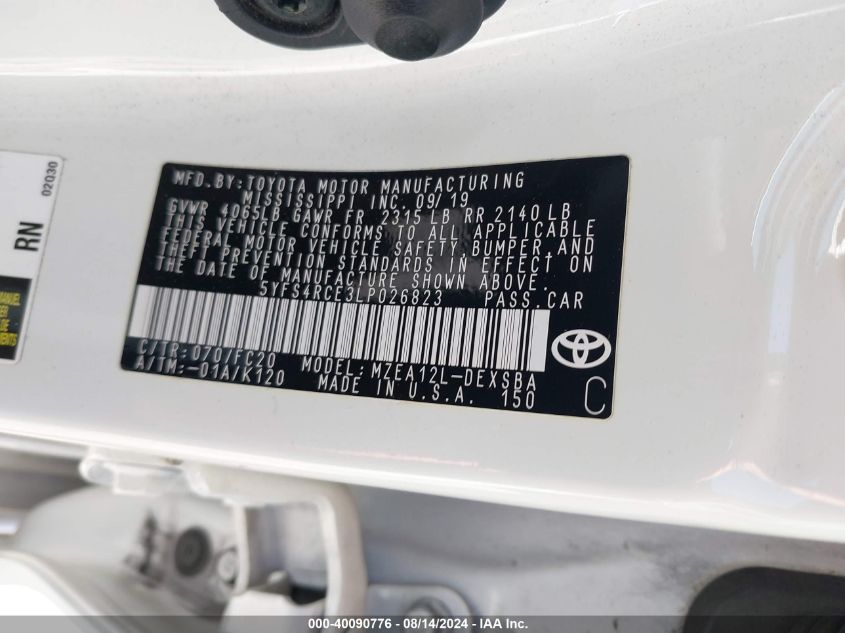 02030
RN
MANUEL
MFD.BY:TOYOTA MOTOR MANUFACTURING
MISSISSIPPI INC. 09/19
GVWR 4065LB GAWR FR 2315 LB RR 2140 LB
THIS VEHICLE CONFORMS TO ALL APPLICABLE
FEDERAL MOTOR VEHICLE SAFETY, BUMPER AND
THEFT PREVENTION STANDARDS IN EFFECT ON
THE DATE OF MANUFACTURE SHOWN ABOVE.
5YFS4RCE3LP026823 PASS.CAR
C/TR:070/FC20 MODEL: MZEA12L-DEXSBA
A/TM:-01A/K120 MADE IN U.S.A. 150
C
000-40090776 - 08/14/2024 - IAA Inc.